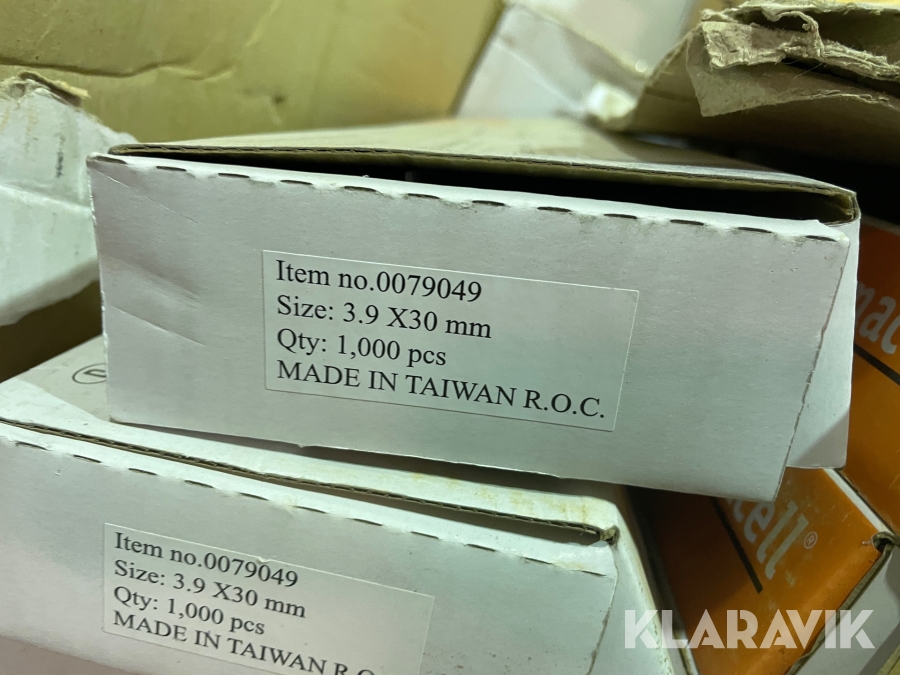 Item no.0079049
Size: 3.9 X30 mm
Qty: 1,000 pcs
MADE IN TAIWAN R.O.C.
Item no.0079049
Size: 3.9 X30 mm
Qty: 1,000 pcs
MADE IN TAIWAN R.O.
KLARAVIK